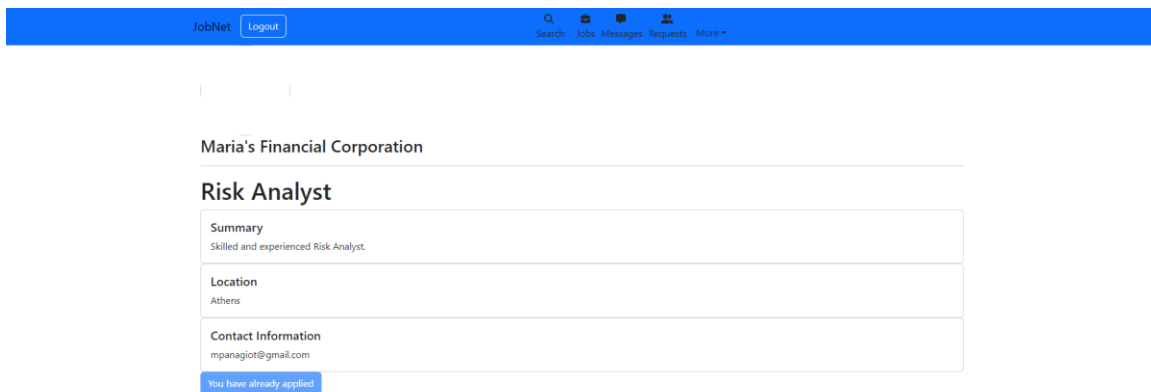 JobNet Logout
Search Jobs Messages Requests More
Maria's Financial Corporation
Risk Analyst
Summary
Skilled and experienced Risk Analyst.
Location
Athens
Contact Information
mpanagiot@gmail.com
You have already applied